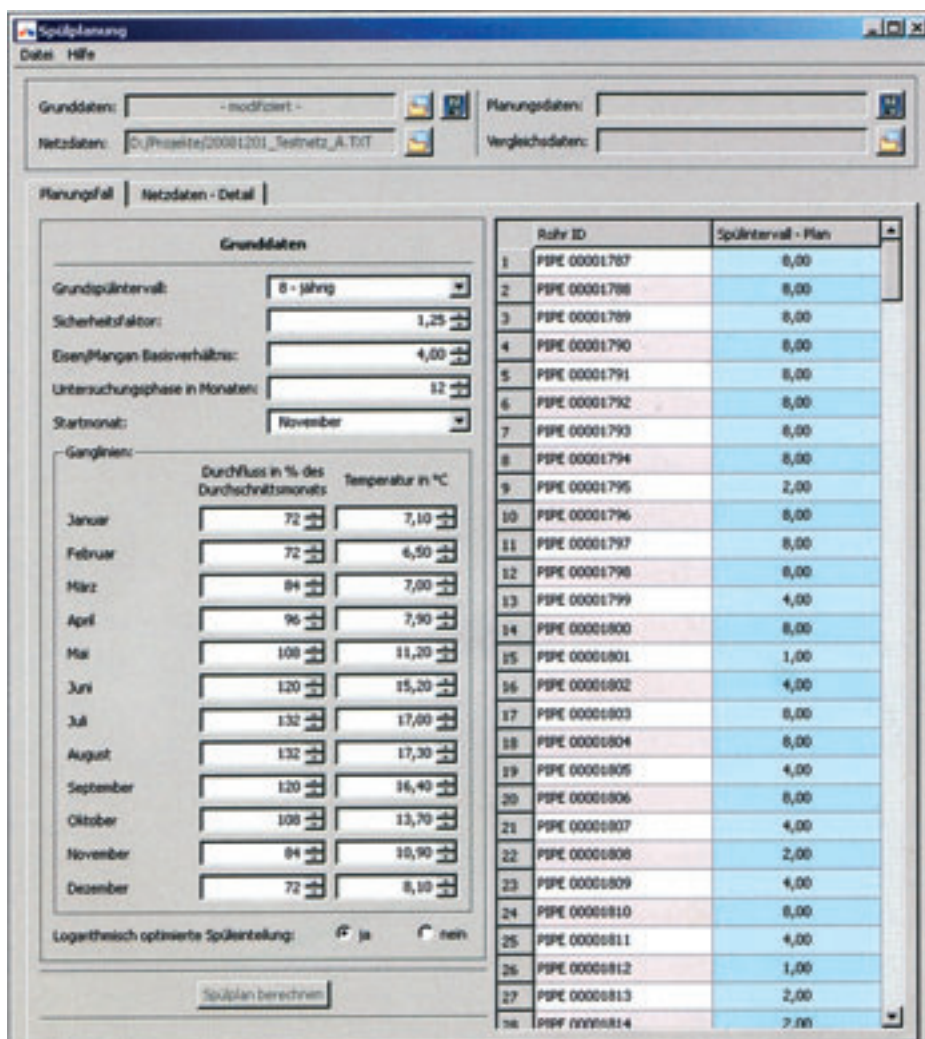 Spülplanung
Datei Hilfe
Grunddaten: - modifiziert - Planungsdaten:
Netzdaten: D:/Projekte/20081201_Testnetz_A.TXT Vergleichsdaten:
Planungsfall Netzdaten - Detail
Grunddaten
Grundspülintervall: 8 - jährig
Sicherheitsfaktor: 1,25
Eisen/Mangan Basisverhältnis: 4,00
Untersuchungsphase in Monaten: 12
Startmonat: November
Ganglinien:
Durchfluss in % des Durchschnittsmonats Temperatur in °C
Januar 72 7,10
Februar 72 6,50
März 84 7,00
April 96 7,90
Mai 108 11,20
Juni 120 15,20
Juli 132 17,00
August 132 17,30
September 120 16,40
Oktober 108 13,70
November 84 10,90
Dezember 72 8,10
Logarithmisch optimierte Spüleinteilung: ja nein
Spülplan berechnen
Rohr ID Spülintervall - Plan
1 PIPE 00001787 8,00
2 PIPE 00001788 8,00
3 PIPE 00001789 8,00
4 PIPE 00001790 8,00
5 PIPE 00001791 8,00
6 PIPE 00001792 8,00
7 PIPE 00001793 8,00
8 PIPE 00001794 8,00
9 PIPE 00001795 2,00
10 PIPE 00001796 8,00
11 PIPE 00001797 8,00
12 PIPE 00001798 8,00
13 PIPE 00001799 4,00
14 PIPE 00001800 8,00
15 PIPE 00001801 1,00
16 PIPE 00001802 4,00
17 PIPE 00001803 8,00
18 PIPE 00001804 8,00
19 PIPE 00001805 4,00
20 PIPE 00001806 8,00
21 PIPE 00001807 4,00
22 PIPE 00001808 2,00
23 PIPE 00001809 4,00
24 PIPE 00001810 8,00
25 PIPE 00001811 4,00
26 PIPE 00001812 1,00
27 PIPE 00001813 2,00
28 PIPE 00001814 2,00